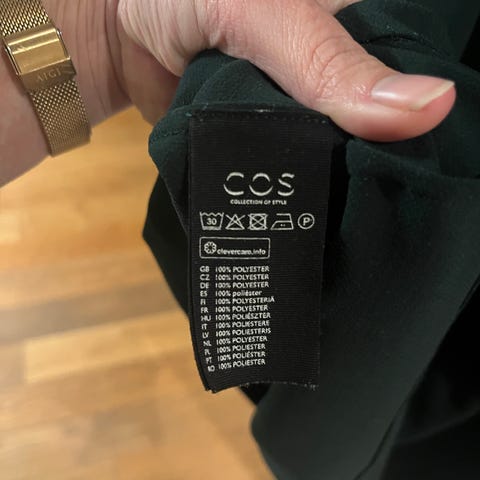 COS
COLLECTION OF STYLE
30 P
clevercare.info
GB 100% POLYESTER
CZ 100% POLYESTER
DE 100% POLYESTER
ES 100% poliéster
FI 100% POLYESTERIÄ
FR 100% POLYESTER
HU 100% POLIÉSZTER
IT 100% POLIESTERE
LV 100% POLIESTERIS
NL 100% POLYESTER
PL 100% POLIESTER
PT 100% POLIÉSTER
RO 100% POLIESTER